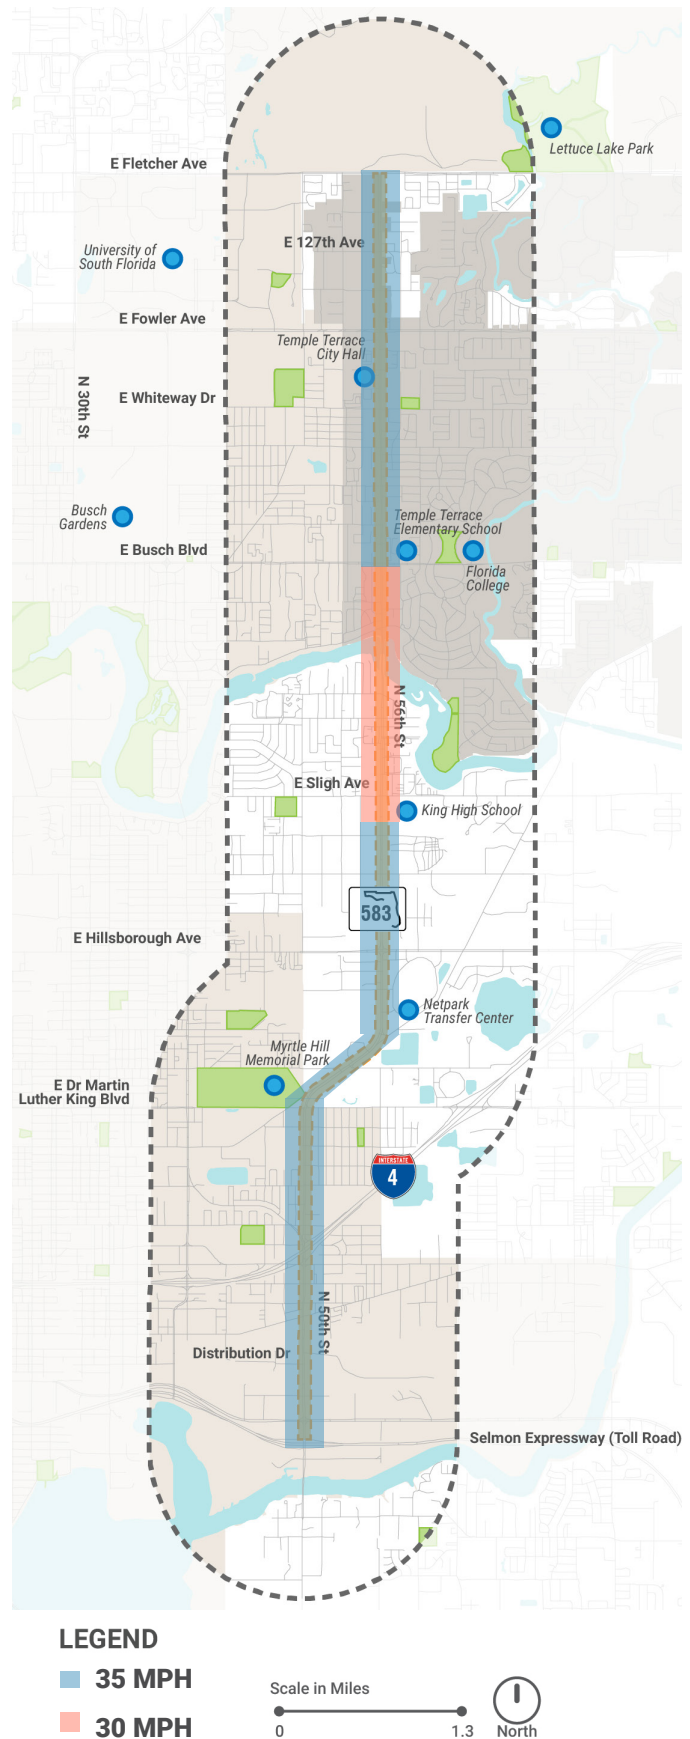 Lettuce Lake Park
E Fletcher Ave
E 127th Ave
University of
South Florida
E Fowler Ave
Temple Terrace
City Hall
N 30th St
E Whiteway Dr
Busch
Gardens
Temple Terrace
Elementary School
E Busch Blvd
Florida
College
N 56th St
E Sligh Ave
King High School
583
E Hillsborough Ave
Netpark
Transfer Center
Myrtle Hill
Memorial Park
E Dr Martin
Luther King Blvd
INTERSTATE
4
N 50th St
Distribution Dr
Selmon Expressway (Toll Road)
LEGEND
35 MPH
30 MPH
Scale in Miles
0 1.3
North